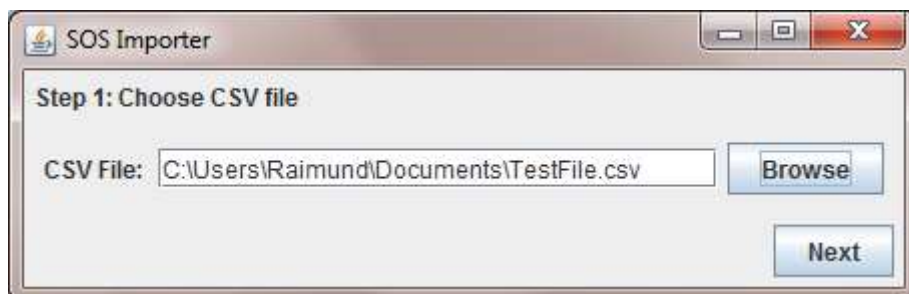 SOS Importer
Step 1: Choose CSV file
CSV File: C:\Users\Raimund\Documents\TestFile.csv Browse
Next